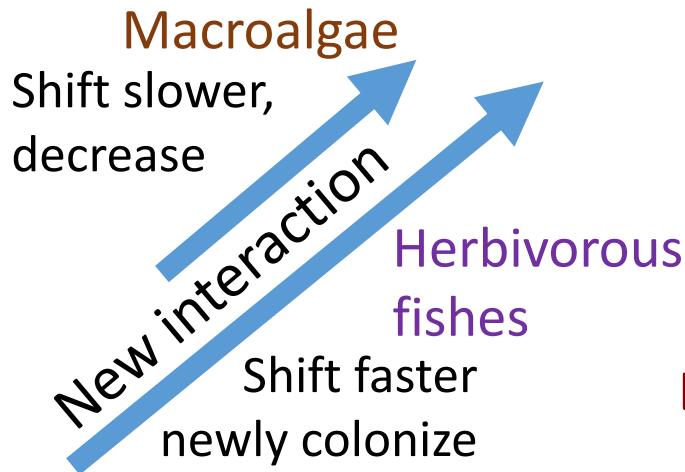 Macroalgae
Shift slower,
decrease
New interaction
Herbivorous
fishes
Shift faster
newly colonize